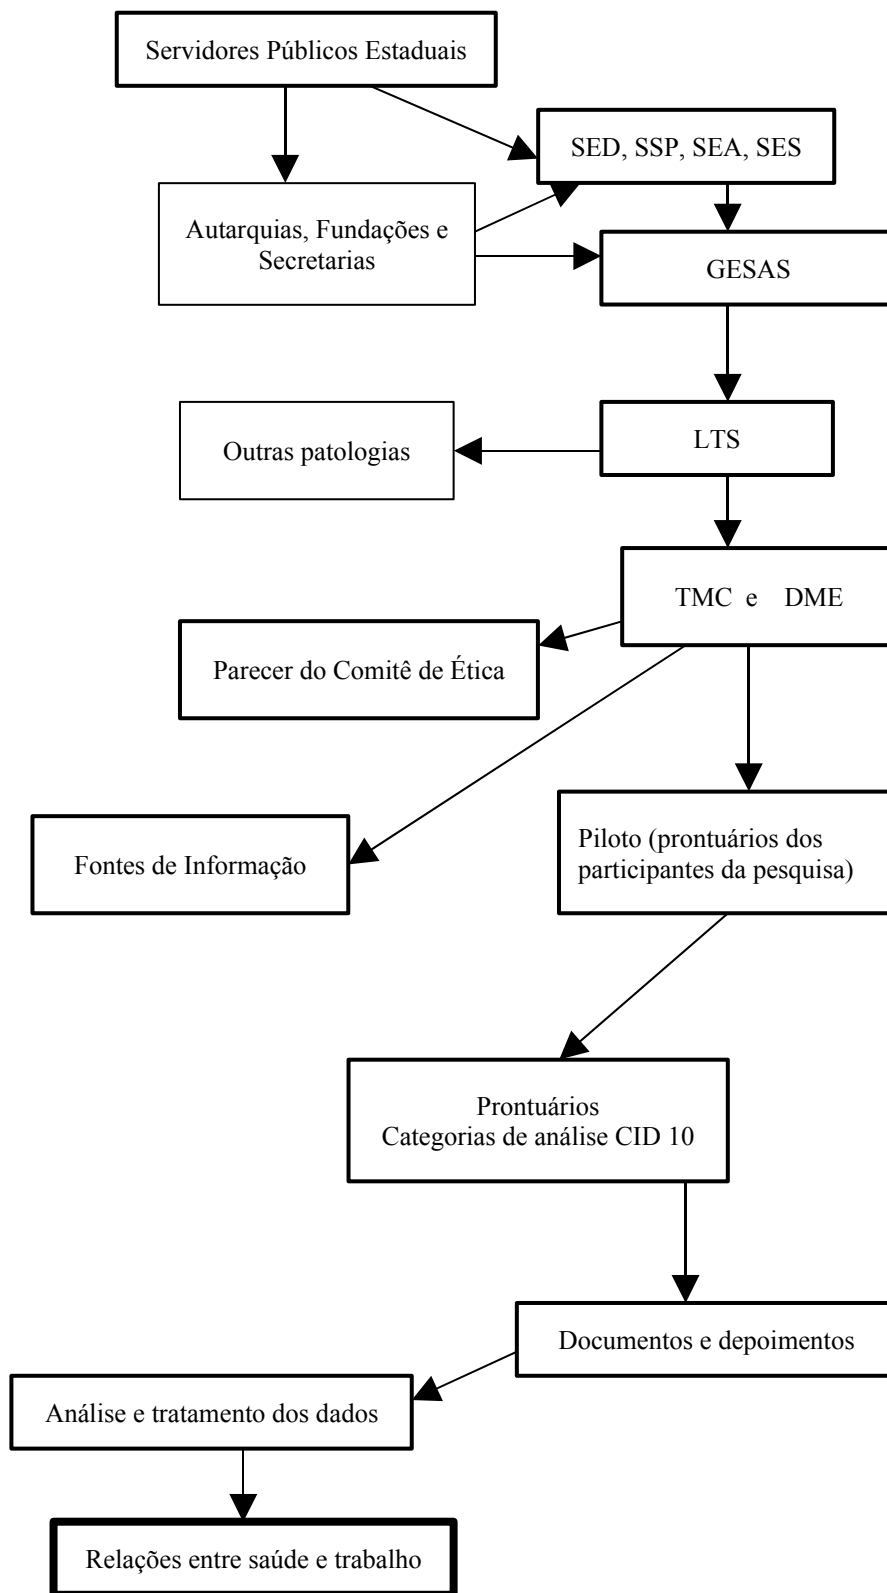 Servidores Públicos Estaduais
SED, SSP, SEA, SES
Autarquias, Fundações e
Secretarias
GESAS
LTS
Outras patologias
TMC e DME
Parecer do Comitê de Ética
Piloto (prontuários dos
participantes da pesquisa)
Fontes de Informação
Prontuários
Categorias de análise CID 10
Documentos e depoimentos
Análise e tratamento dos dados
Relações entre saúde e trabalho